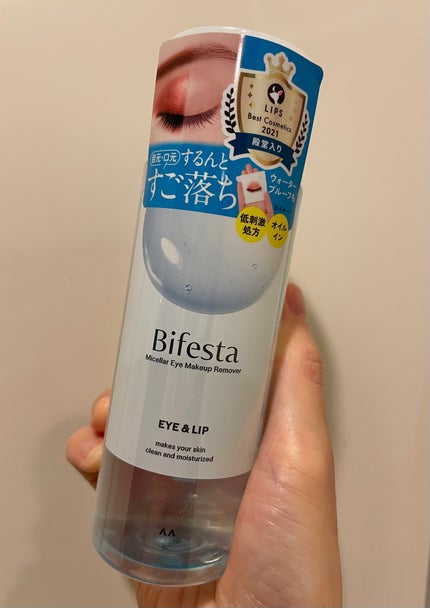 LIPS
Best Cosmetics
2021
殿堂入り
目元・口元 するんと
すご落ち
ウォーター
プルーフも
低刺激
処方
オイル
イン
Bifesta
Micellar Eye Makeup Remover
EYE & LIP
makes your skin
clean and moisturized